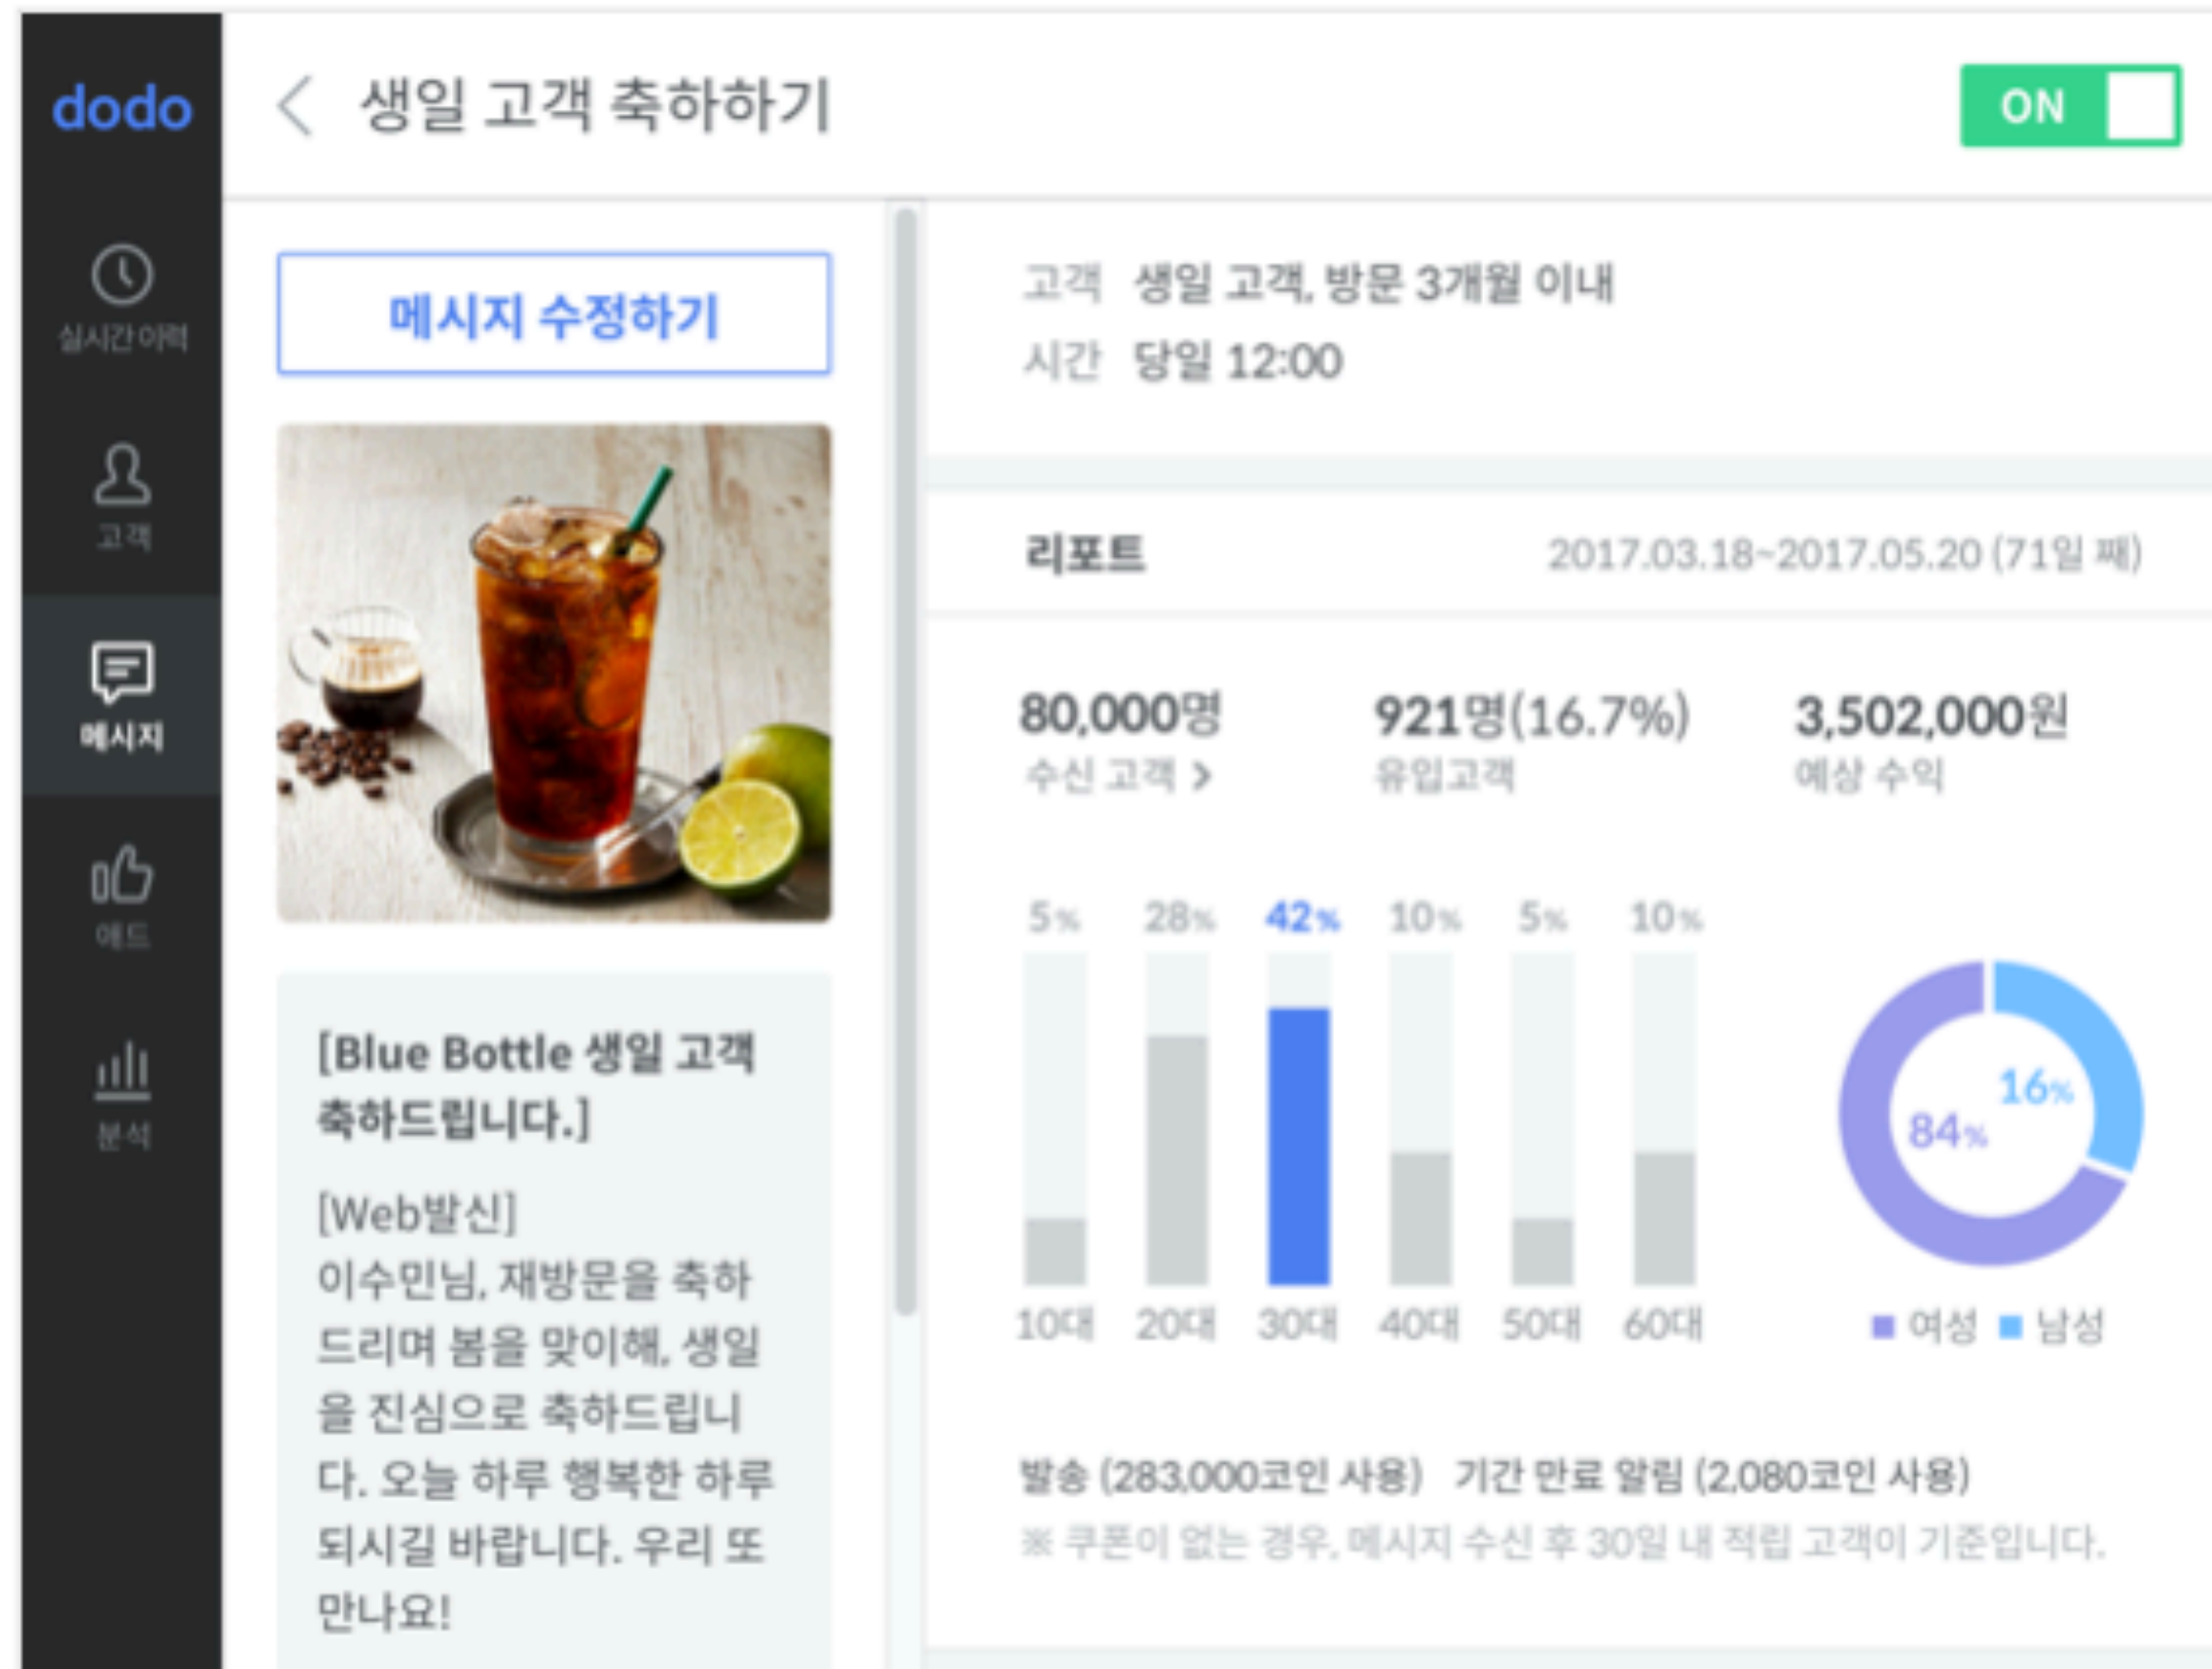 dodo
생일 고객 축하하기
ON
실시간 이력
고객
메시지
애드
분석
메시지 수정하기
[Blue Bottle 생일 고객
축하드립니다.]
[Web발신]
이수민님, 재방문을 축하
드리며 봄을 맞이해, 생일
을 진심으로 축하드립니
다. 오늘 하루 행복한 하루
되시길 바랍니다. 우리 또
만나요!
고객 생일 고객, 방문 3개월 이내
시간 당일 12:00
리포트 2017.03.18~2017.05.20 (71일 째)
80,000명 921명(16.7%) 3,502,000원
수신 고객 > 유입고객 예상 수익
5% 28% 42% 10% 5% 10%
10대 20대 30대 40대 50대 60대
16%
84%
여성 남성
발송 (283,000코인 사용) 기간 만료 알림 (2,080코인 사용)
※ 쿠폰이 없는 경우, 메시지 수신 후 30일 내 적립 고객이 기준입니다.